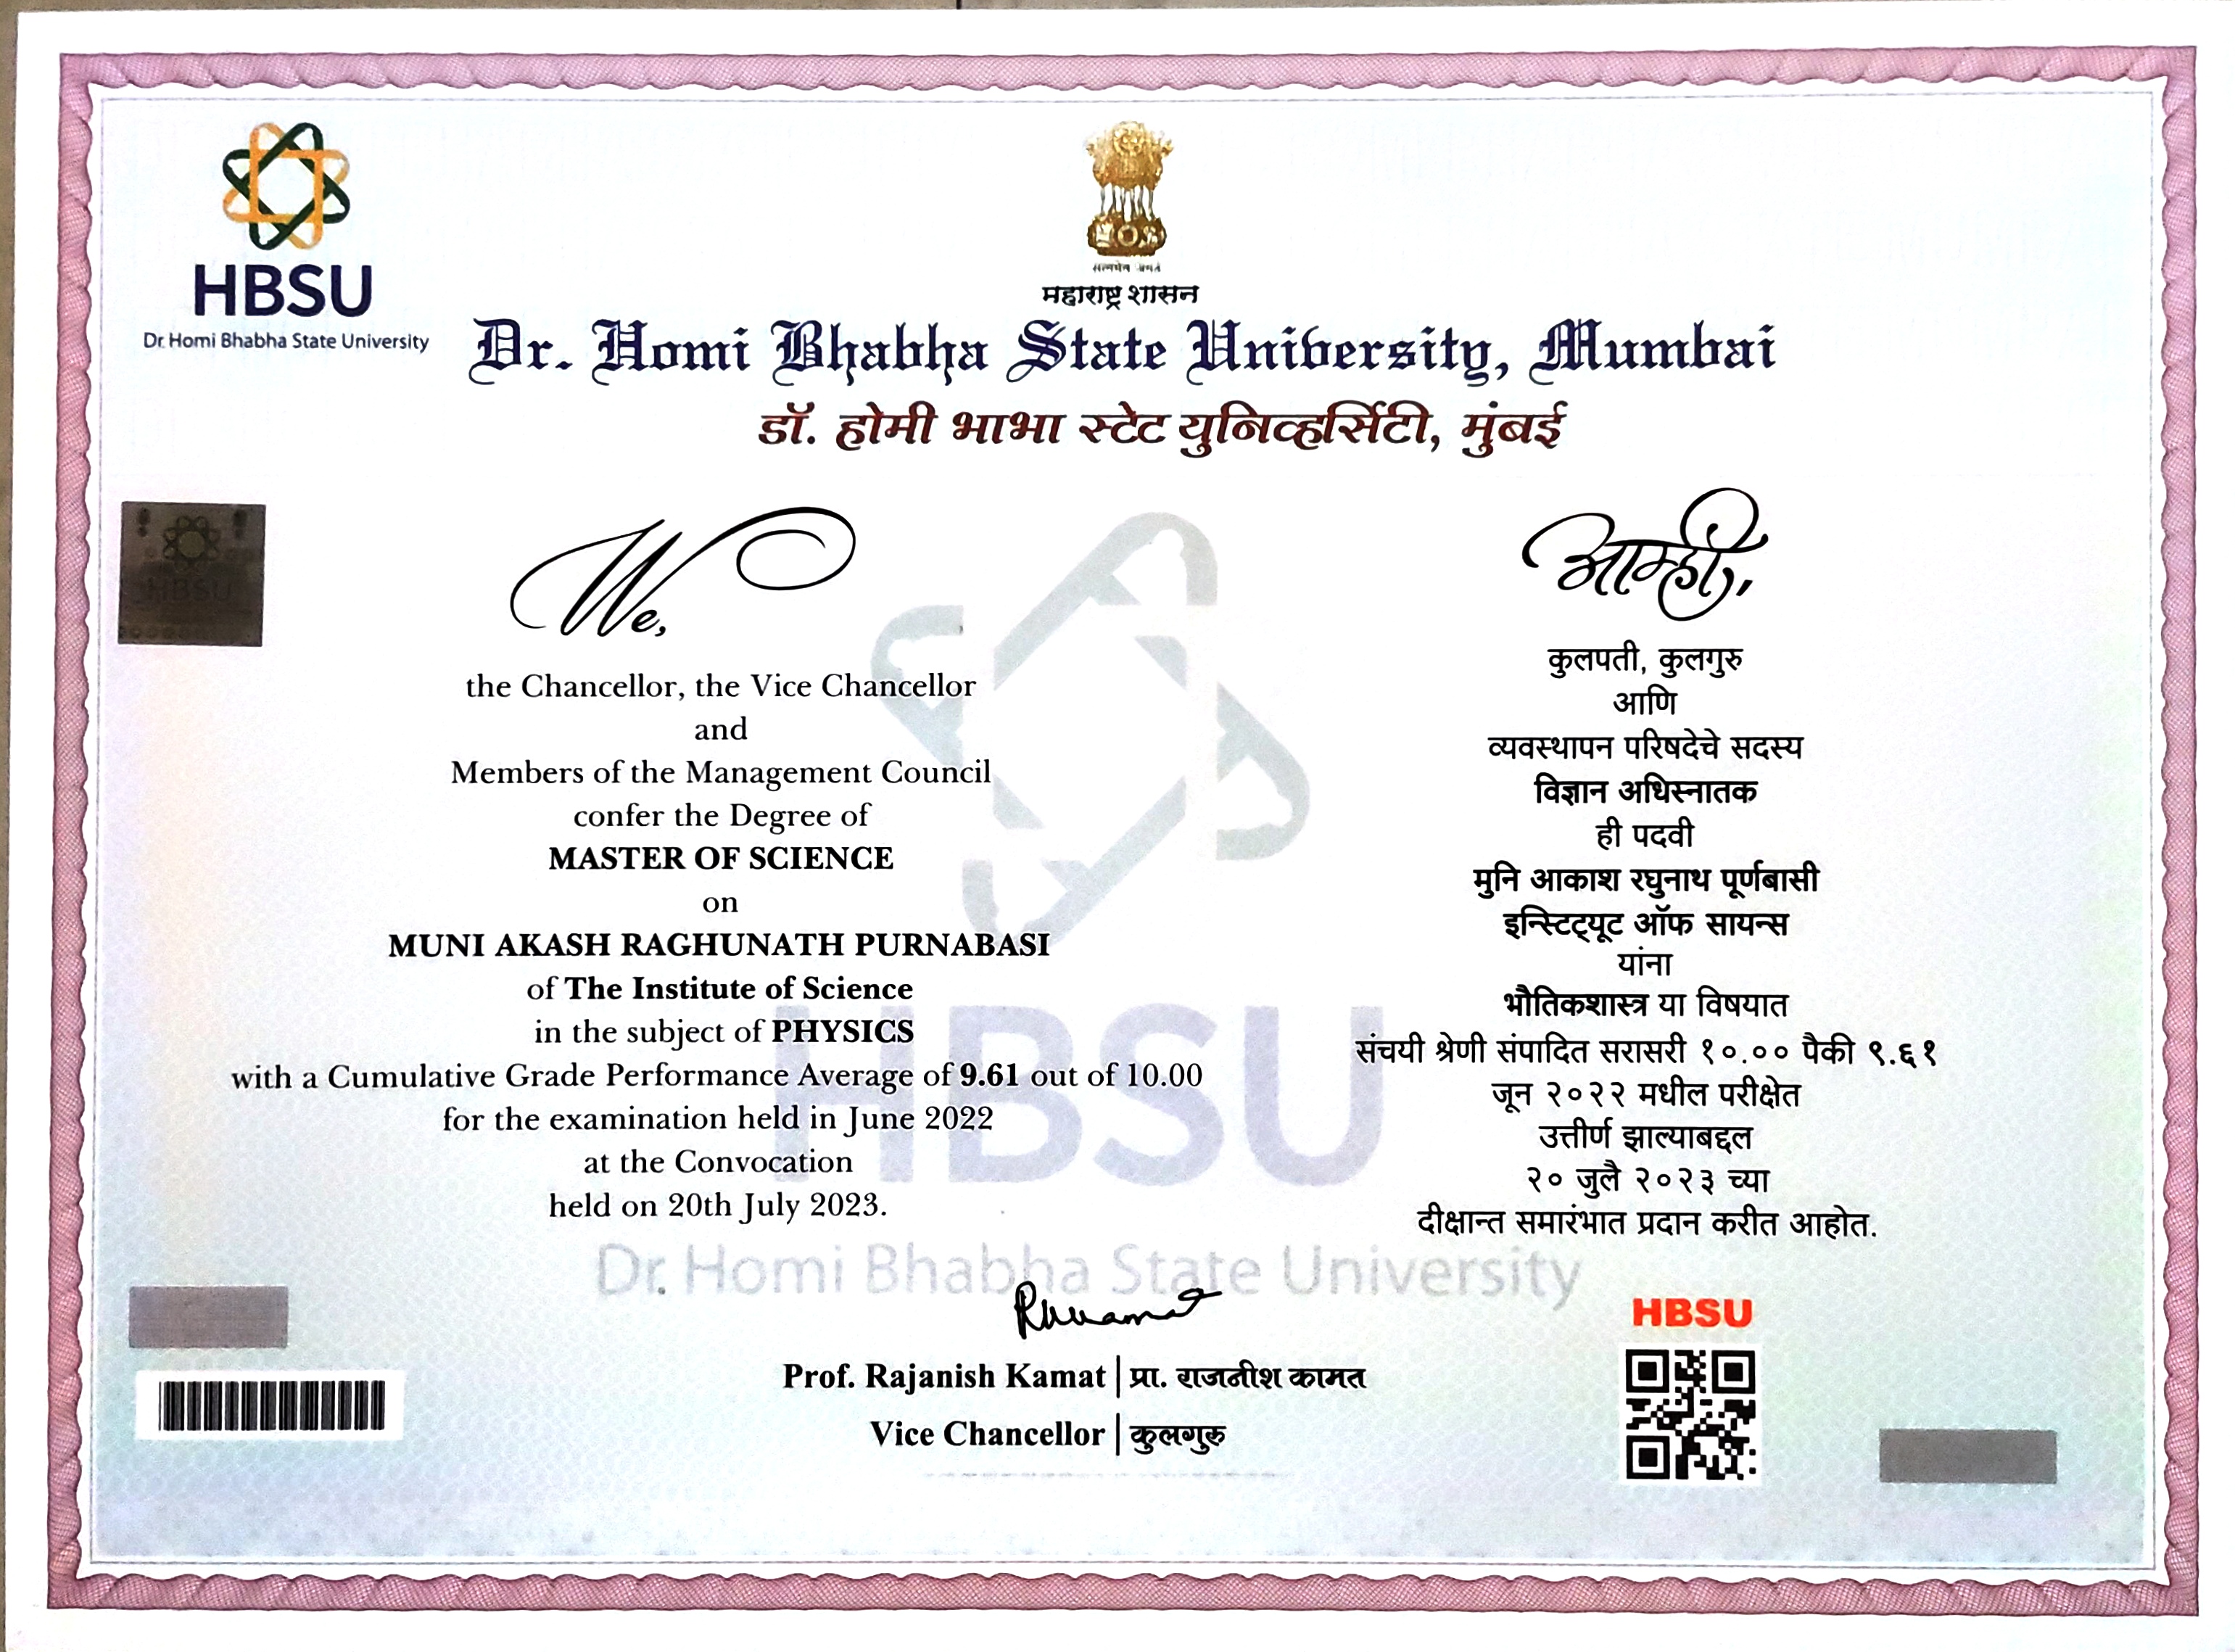 HBSU
Dr. Homi Bhabha State University
सत्यमेव जयते
महाराष्ट्र शासन
Dr. Homi Bhabha State University, Mumbai
डॉ. होमी भाभा स्टेट युनिव्हर्सिटी, मुंबई
HBSU
We,
the Chancellor, the Vice Chancellor
and
Members of the Management Council
confer the Degree of
MASTER OF SCIENCE
on
MUNI AKASH RAGHUNATH PURNABASI
of The Institute of Science
in the subject of PHYSICS
with a Cumulative Grade Performance Average of 9.61 out of 10.00
for the examination held in June 2022
at the Convocation
held on 20th July 2023.
आम्ही,
कुलपती, कुलगुरु
आणि
व्यवस्थापन परिषदेचे सदस्य
विज्ञान अधिस्नातक
ही पदवी
मुनि आकाश रघुनाथ पूर्णबासी
इन्स्टिट्यूट ऑफ सायन्स
यांना
भौतिकशास्त्र या विषयात
संचयी श्रेणी संपादित सरासरी १०.०० पैकी ९.६१
जून २०२२ मधील परीक्षेत
उत्तीर्ण झाल्याबद्दल
२० जुलै २०२३ च्या
दीक्षान्त समारंभात प्रदान करीत आहोत.
HBSU
Dr. Homi Bhabha State University
Prof. Rajanish Kamat | प्रा. राजनीश कामत
Vice Chancellor | कुलगुरु
HBSU